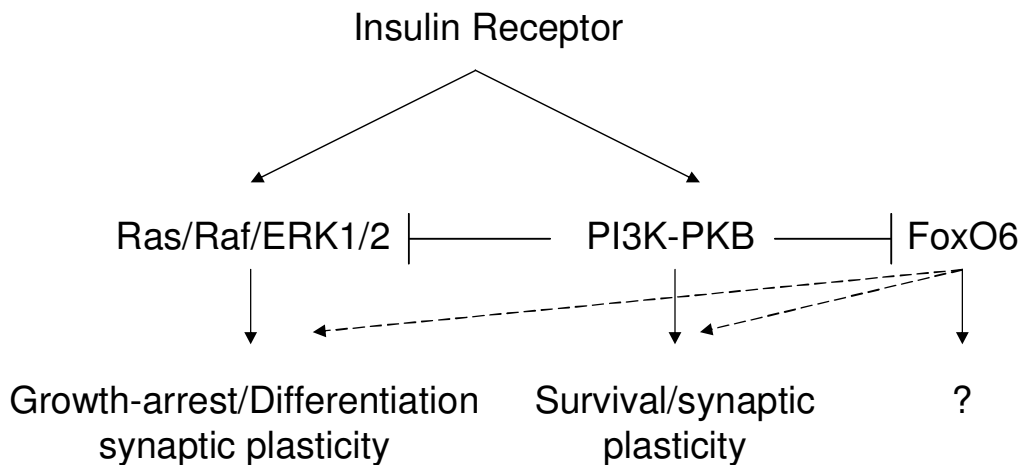 Insulin Receptor
Ras/Raf/ERK1/2 PI3K-PKB FoxO6
Growth-arrest/Differentiation Survival/synaptic ?
synaptic plasticity plasticity